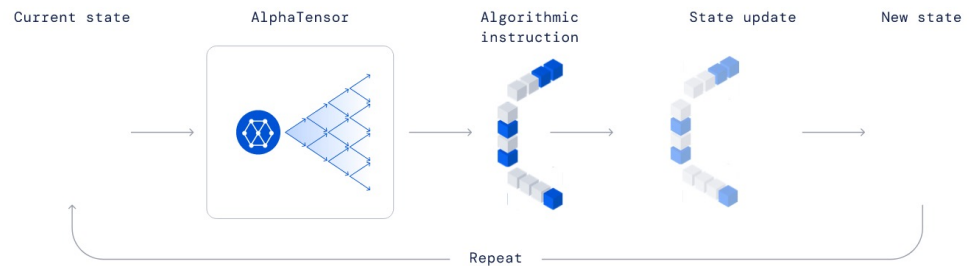 Current state
AlphaTensor
Algorithmic
instruction
State update
New state
Repeat